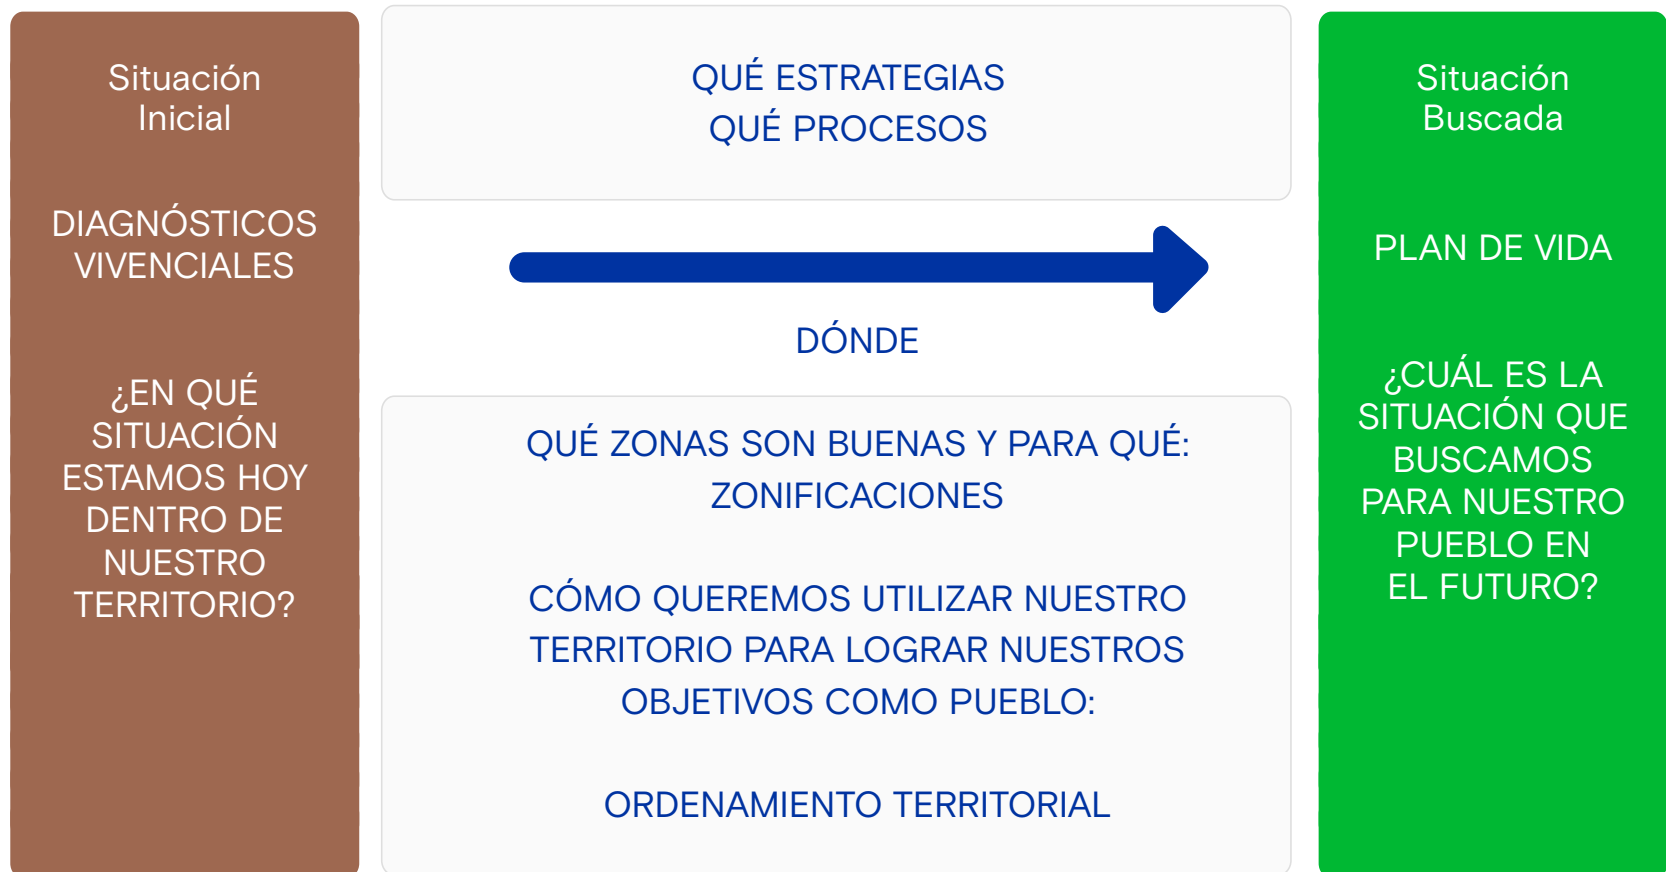 Situación
Inicial
DIAGNÓSTICOS
VIVENCIALES
¿EN QUÉ
SITUACIÓN
ESTAMOS HOY
DENTRO DE
NUESTRO
TERRITORIO?
QUÉ ESTRATEGIAS
QUÉ PROCESOS
DÓNDE
QUÉ ZONAS SON BUENAS Y PARA QUÉ:
ZONIFICACIONES
CÓMO QUEREMOS UTILIZAR NUESTRO
TERRITORIO PARA LOGRAR NUESTROS
OBJETIVOS COMO PUEBLO:
ORDENAMIENTO TERRITORIAL
Situación
Buscada
PLAN DE VIDA
¿CUÁL ES LA
SITUACIÓN QUE
BUSCAMOS
PARA NUESTRO
PUEBLO EN
EL FUTURO?